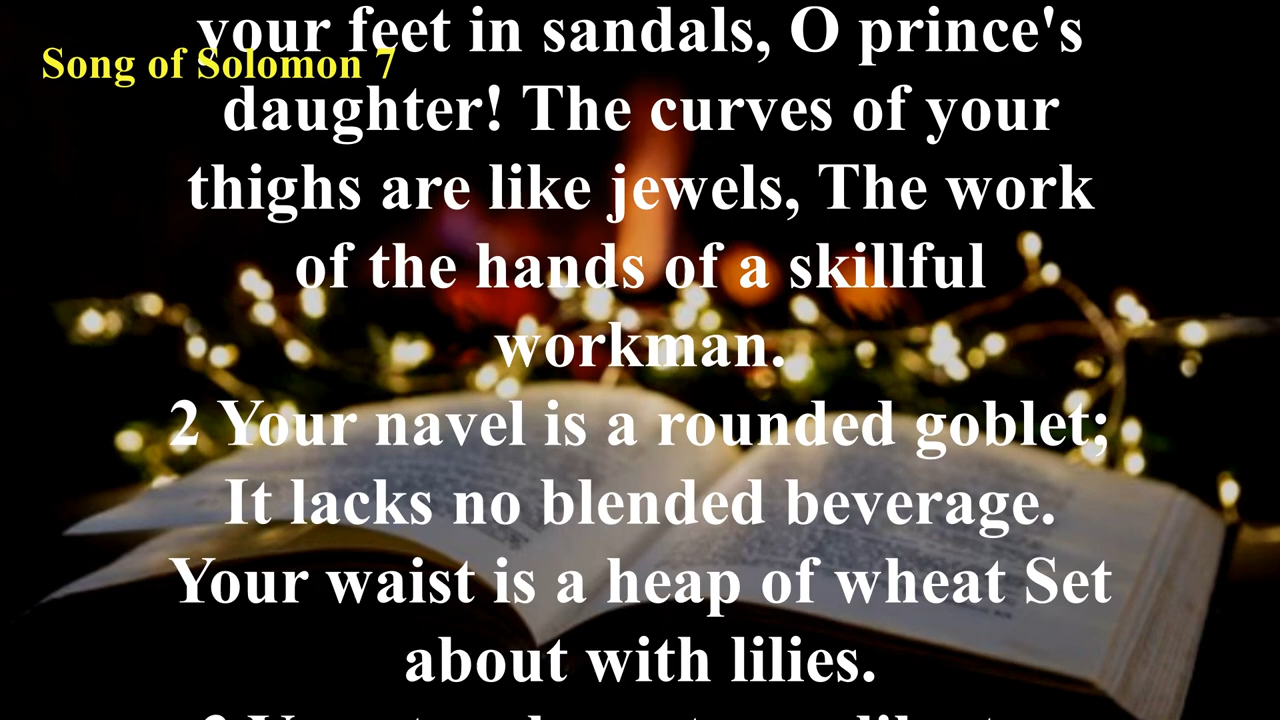 your feet in sandals, O prince's
Song of Solomon 7
daughter! The curves of your
thighs are like jewels, The work
of the hands of a skillful
workman.
2 Your navel is a rounded goblet;
It lacks no blended beverage.
Your waist is a heap of wheat Set
about with lilies.